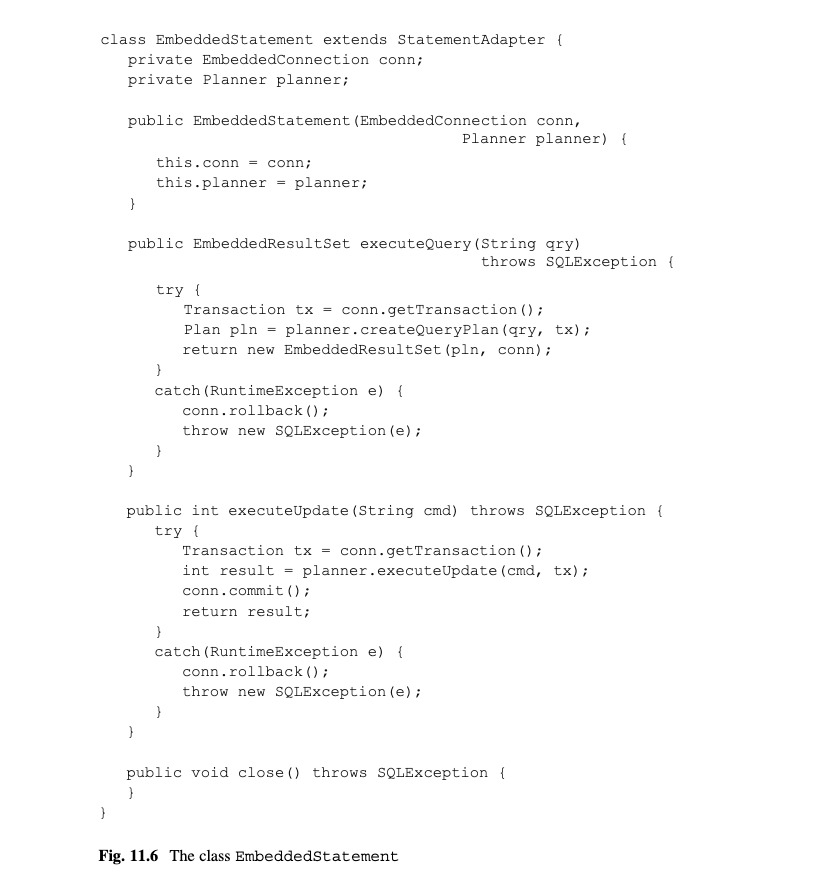 class EmbeddedStatement extends StatementAdapter {
   private EmbeddedConnection conn;
   private Planner planner;

   public EmbeddedStatement(EmbeddedConnection conn,
                                       Planner planner) {
      this.conn = conn;
      this.planner = planner;
   }

   public EmbeddedResultSet executeQuery(String qry)
                                         throws SQLException {
      try {
         Transaction tx = conn.getTransaction();
         Plan pln = planner.createQueryPlan(qry, tx);
         return new EmbeddedResultSet(pln, conn);
      }
      catch(RuntimeException e) {
         conn.rollback();
         throw new SQLException(e);
      }
   }

   public int executeUpdate(String cmd) throws SQLException {
      try {
         Transaction tx = conn.getTransaction();
         int result = planner.executeUpdate(cmd, tx);
         conn.commit();
         return result;
      }
      catch(RuntimeException e) {
         conn.rollback();
         throw new SQLException(e);
      }
   }

   public void close() throws SQLException {
   }
}
Fig. 11.6 The class EmbeddedStatement